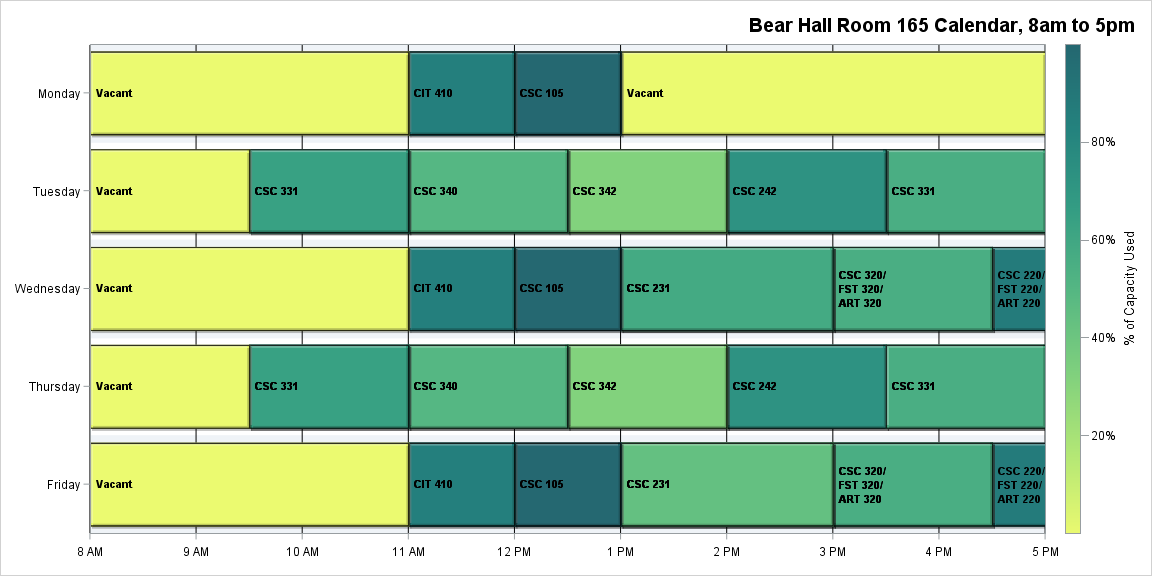 Bear Hall Room 165 Calendar, 8am to 5pm
Monday
Vacant
CIT 410
CSC 105
Vacant
Tuesday
Vacant
CSC 331
CSC 340
CSC 342
CSC 242
CSC 331
Wednesday
Vacant
CIT 410
CSC 105
CSC 231
CSC 320/
FST 320/
ART 320
CSC 220/
FST 220/
ART 220
Thursday
Vacant
CSC 331
CSC 340
CSC 342
CSC 242
CSC 331
Friday
Vacant
CIT 410
CSC 105
CSC 231
CSC 320/
FST 320/
ART 320
CSC 220/
FST 220/
ART 220
8 AM
9 AM
10 AM
11 AM
12 PM
1 PM
2 PM
3 PM
4 PM
5 PM
80%
60%
40%
20%
% of Capacity Used